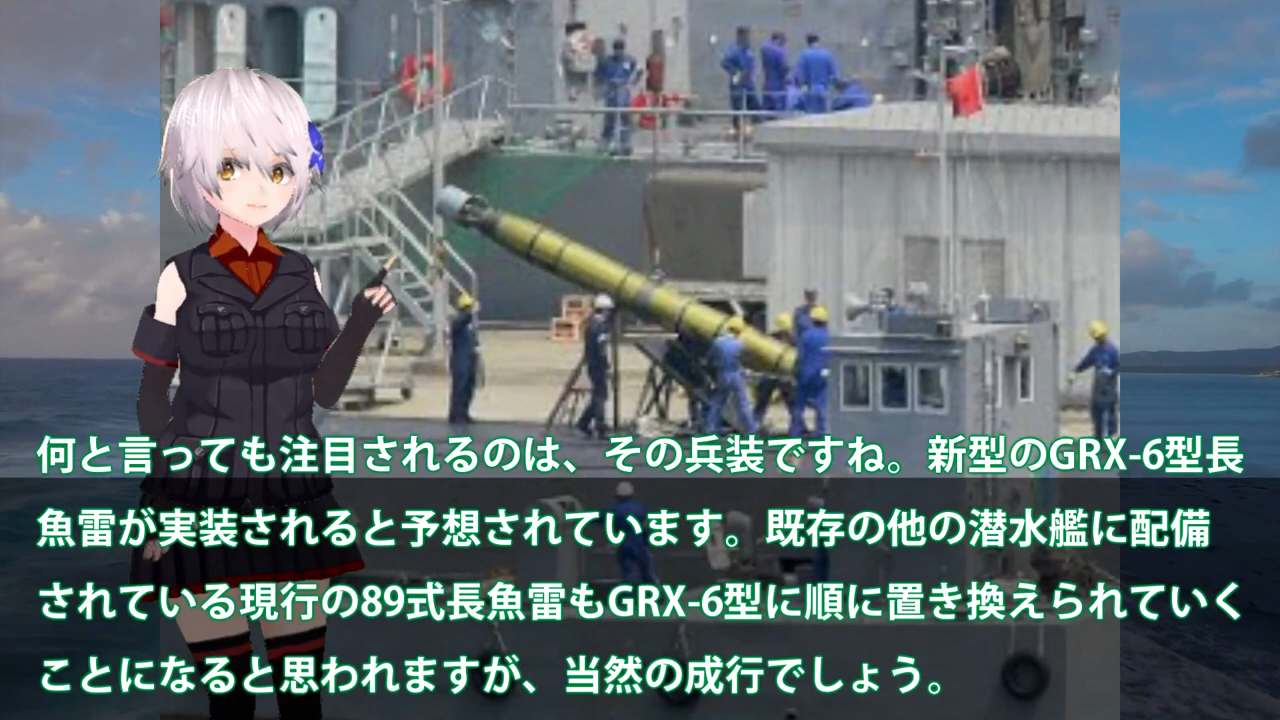 何と言っても注目されるのは、その兵装ですね。新型のGRX-6型長
魚雷が実装されると予想されています。既存の他の潜水艦に配備
されている現行の89式長魚雷もGRX-6型に順に置き換えられていく
ことになると思われますが、当然の成行でしょう。